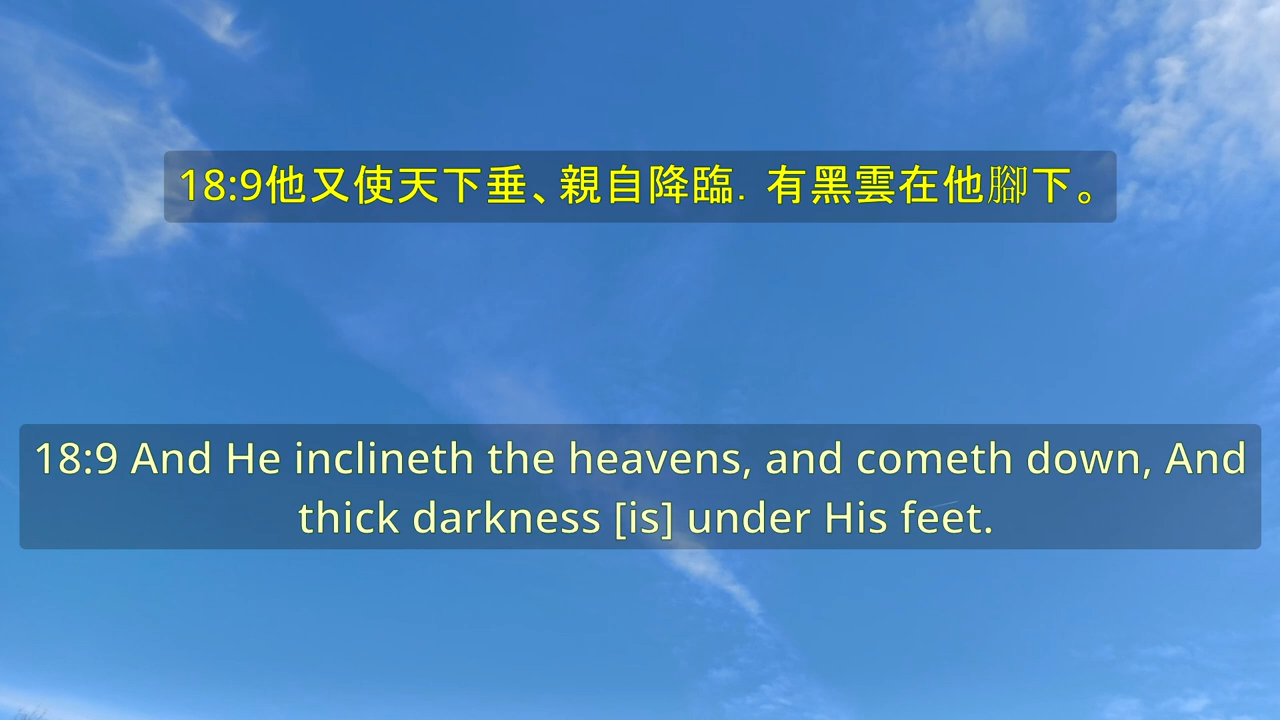 18:9他又使天下垂、親自降臨．有黑雲在他腳下。
18:9 And He inclineth the heavens, and cometh down, And
thick darkness [is] under His feet.